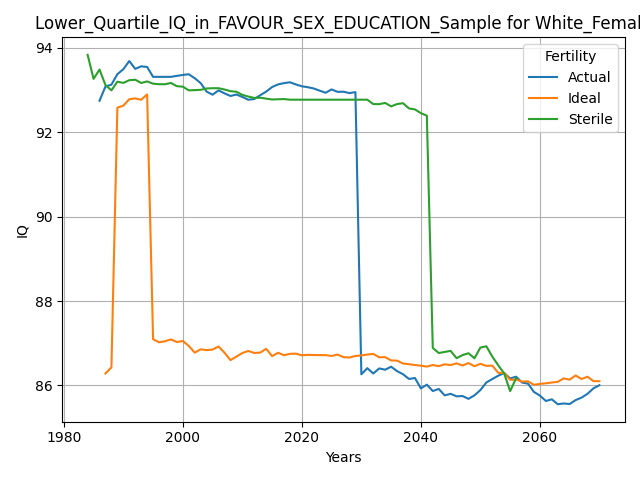 Lower_Quartile_IQ_in_FAVOUR_SEX_EDUCATION_Sample for White_Femal
94
92
90
88
86
IQ
1980
2000
2020
2040
2060
Years
Fertility
Actual
Ideal
Sterile